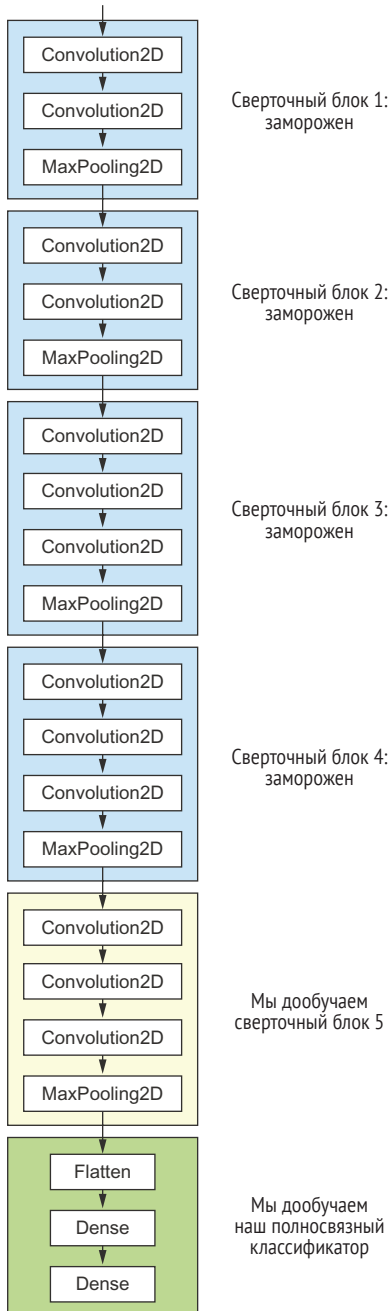 Convolution2D
Convolution2D
MaxPooling2D
Сверточный блок 1:
заморожен
Convolution2D
Convolution2D
MaxPooling2D
Сверточный блок 2:
заморожен
Convolution2D
Convolution2D
Convolution2D
MaxPooling2D
Сверточный блок 3:
заморожен
Convolution2D
Convolution2D
Convolution2D
MaxPooling2D
Сверточный блок 4:
заморожен
Convolution2D
Convolution2D
Convolution2D
MaxPooling2D
Мы дообучаем
сверточный блок 5
Flatten
Dense
Dense
Мы дообучаем
наш полносвязный
классификатор